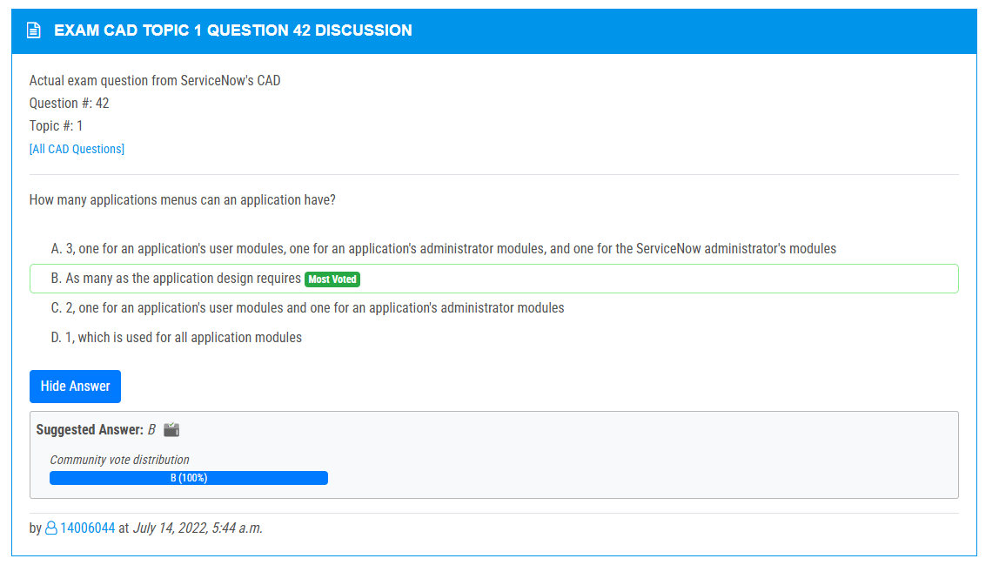 EXAM CAD TOPIC 1 QUESTION 42 DISCUSSION
Actual exam question from ServiceNow's CAD
Question #: 42
Topic #: 1
[All CAD Questions]
How many applications menus can an application have?
A. 3, one for an application's user modules, one for an application's administrator modules, and one for the ServiceNow administrator's modules
B. As many as the application design requires Most Voted
C. 2, one for an application's user modules and one for an application's administrator modules
D. 1, which is used for all application modules
Hide Answer
Suggested Answer: B
Community vote distribution
B (100%)
by 14006044 at July 14, 2022, 5:44 a.m.